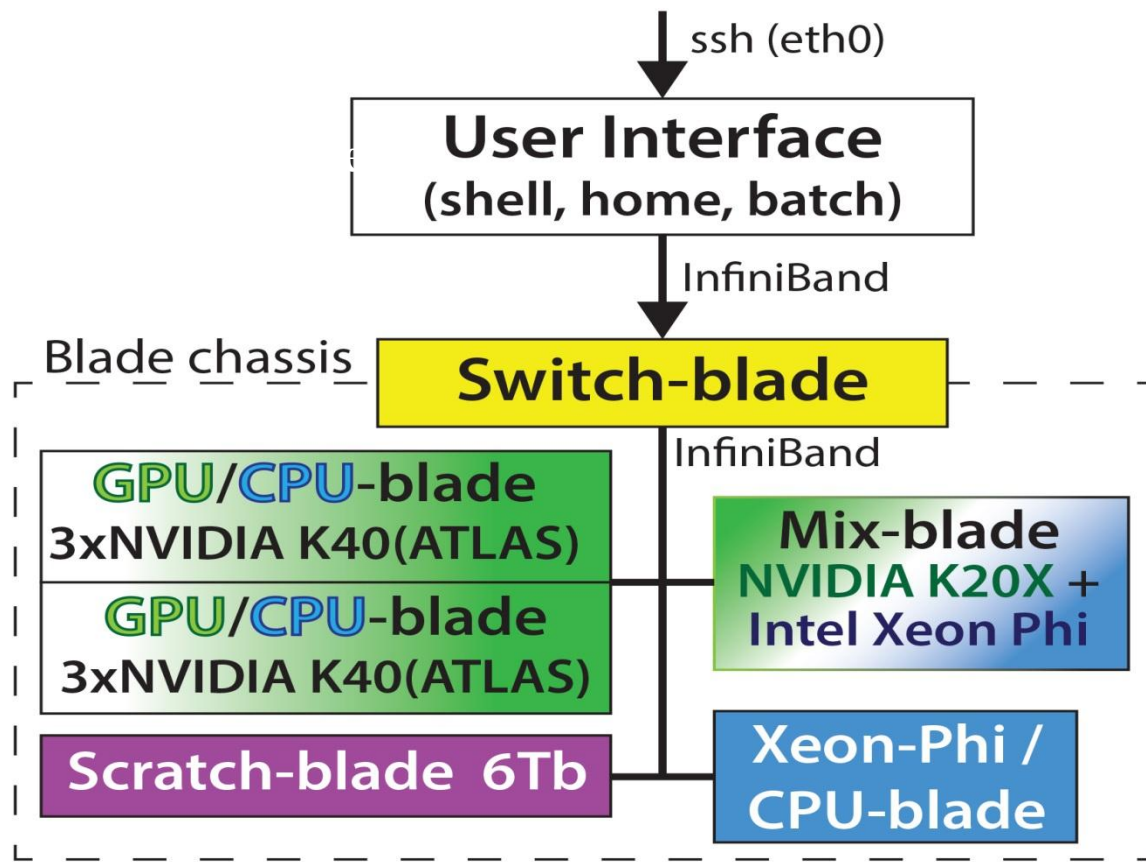 ssh (eth0)
User Interface
(shell, home, batch)
InfiniBand
Blade chassis
Switch-blade
InfiniBand
GPU/CPU-blade
3xNVIDIA K40(ATLAS)
GPU/CPU-blade
3xNVIDIA K40(ATLAS)
Mix-blade
NVIDIA K20X +
Intel Xeon Phi
Scratch-blade 6Tb
Xeon-Phi /
CPU-blade